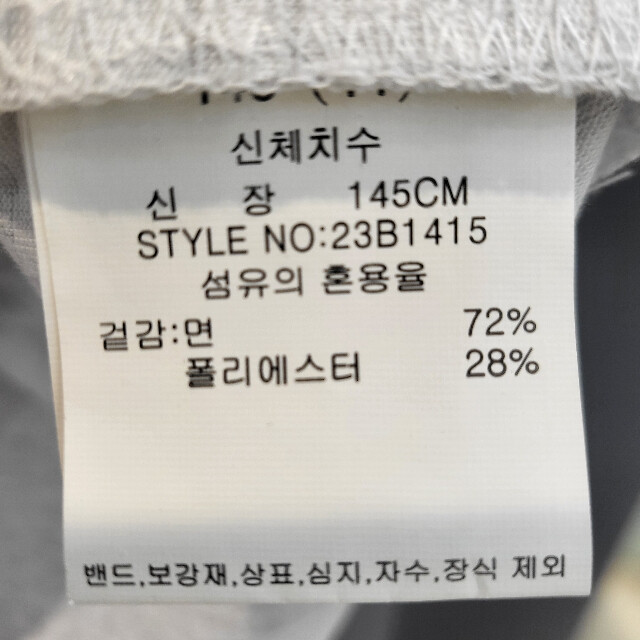 신체치수
신 장 145CM
STYLE NO:23B1415
섬유의 혼용율
겉감:면 72%
폴리에스터 28%
밴드,보강재,상표,심지,자수,장식 제외